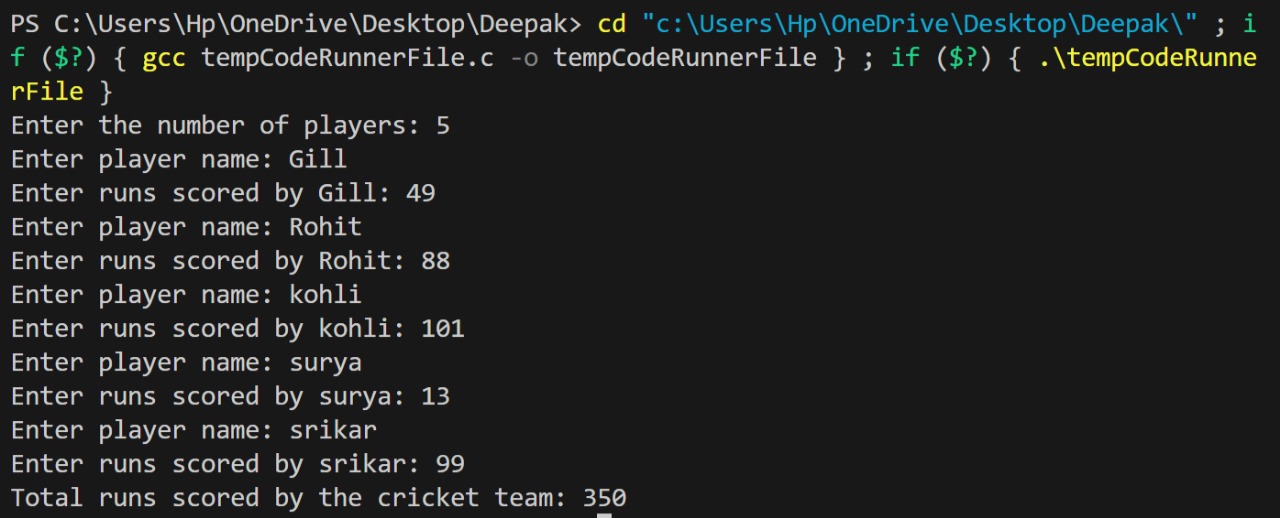 PS C:\Users\Hp\OneDrive\Desktop\Deepak> cd "c:\Users\Hp\OneDrive\Desktop\Deepak\" ; i
f ($?) { gcc tempCodeRunnerFile.c -o tempCodeRunnerFile } ; if ($?) { .\tempCodeRunne
rFile }
Enter the number of players: 5
Enter player name: Gill
Enter runs scored by Gill: 49
Enter player name: Rohit
Enter runs scored by Rohit: 88
Enter player name: kohli
Enter runs scored by kohli: 101
Enter player name: surya
Enter runs scored by surya: 13
Enter player name: srikar
Enter runs scored by srikar: 99
Total runs scored by the cricket team: 350